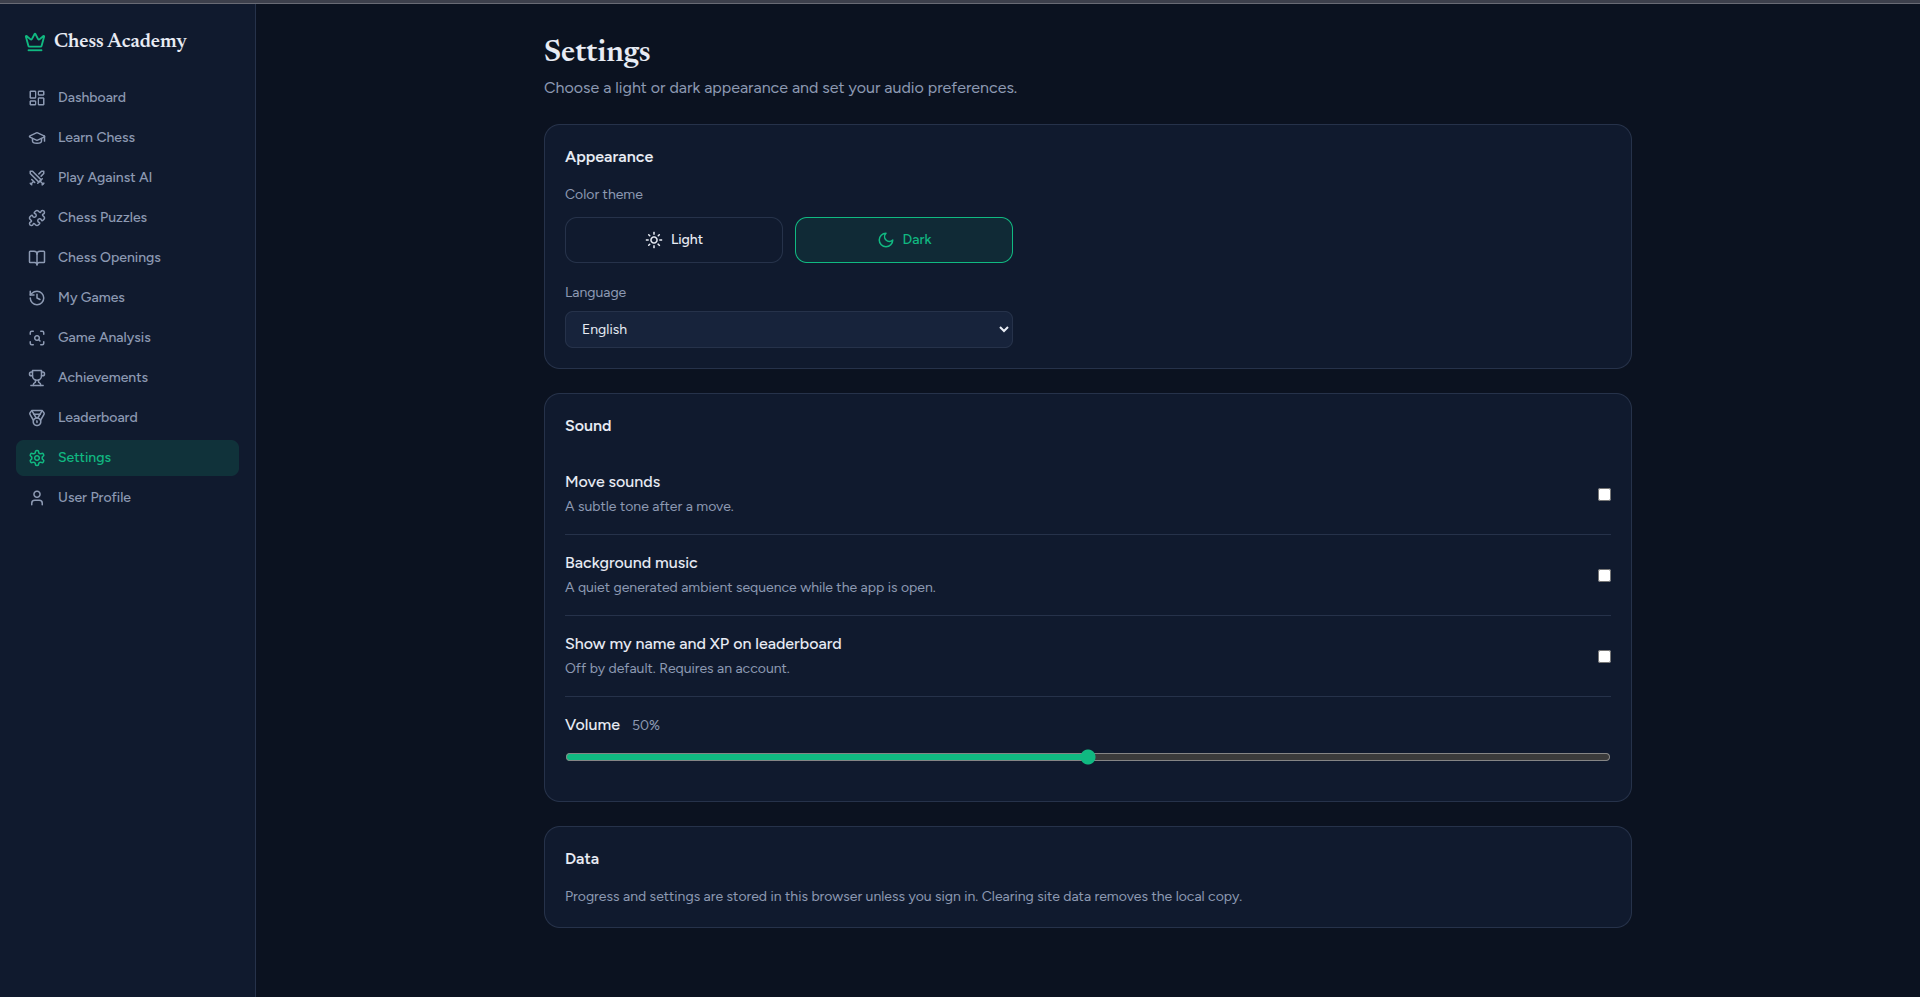 Chess Academy
Dashboard
Learn Chess
Play Against AI
Chess Puzzles
Chess Openings
My Games
Game Analysis
Achievements
Leaderboard
Settings
User Profile
Settings
Choose a light or dark appearance and set your audio preferences.
Appearance
Color theme
Light
Dark
Language
English
Sound
Move sounds
A subtle tone after a move.
Background music
A quiet generated ambient sequence while the app is open.
Show my name and XP on leaderboard
Off by default. Requires an account.
Volume 50%
Data
Progress and settings are stored in this browser unless you sign in. Clearing site data removes the local copy.